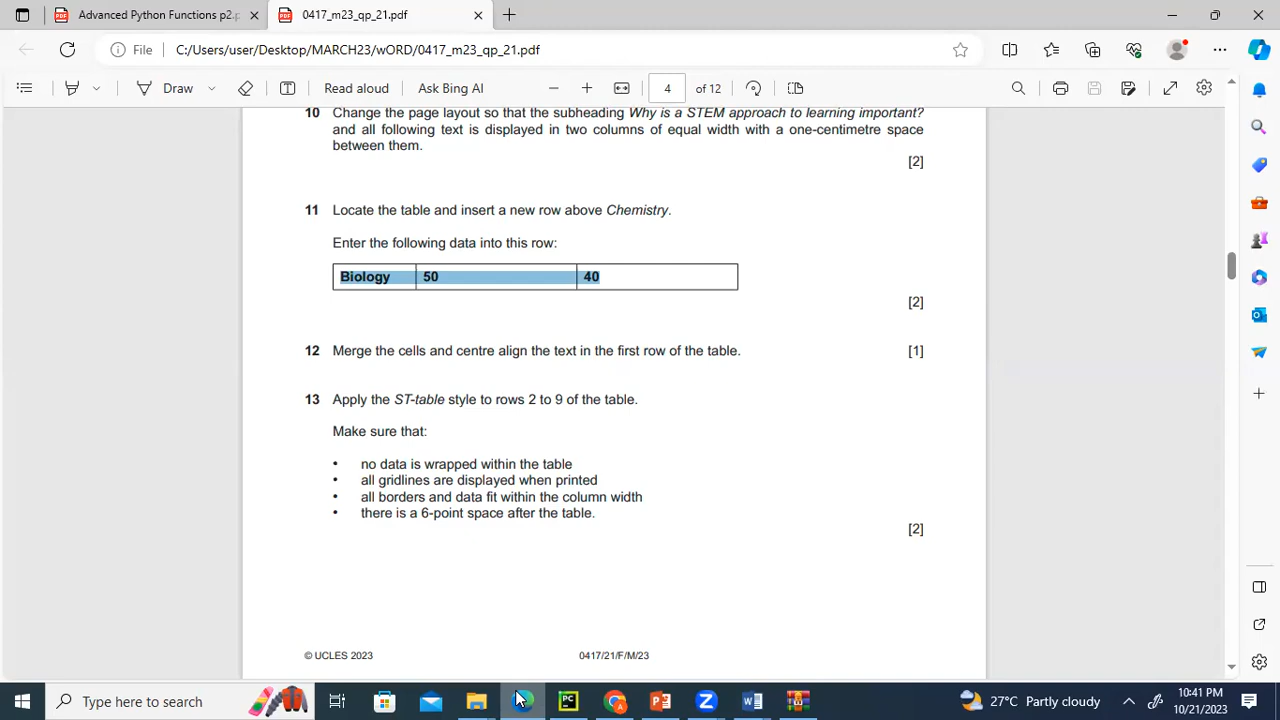 Advanced Python Functions p2.p
0417_m23_qp_21.pdf
File
C:/Users/user/Desktop/MARCH23/wORD/0417_m23_qp_21.pdf
Draw
Read aloud
Ask Bing AI
4
of 12
10 Change the page layout so that the subheading Why is a STEM approach to learning important?
and all following text is displayed in two columns of equal width with a one-centimetre space
between them.
[2]
11 Locate the table and insert a new row above Chemistry.
Enter the following data into this row:
Biology 50 40
[2]
12 Merge the cells and centre align the text in the first row of the table. [1]
13 Apply the ST-table style to rows 2 to 9 of the table.
Make sure that:
• no data is wrapped within the table
• all gridlines are displayed when printed
• all borders and data fit within the column width
• there is a 6-point space after the table.
[2]
© UCLES 2023 0417/21/F/M/23
Type here to search
PC
27°C Partly cloudy
10:41 PM
10/21/2023